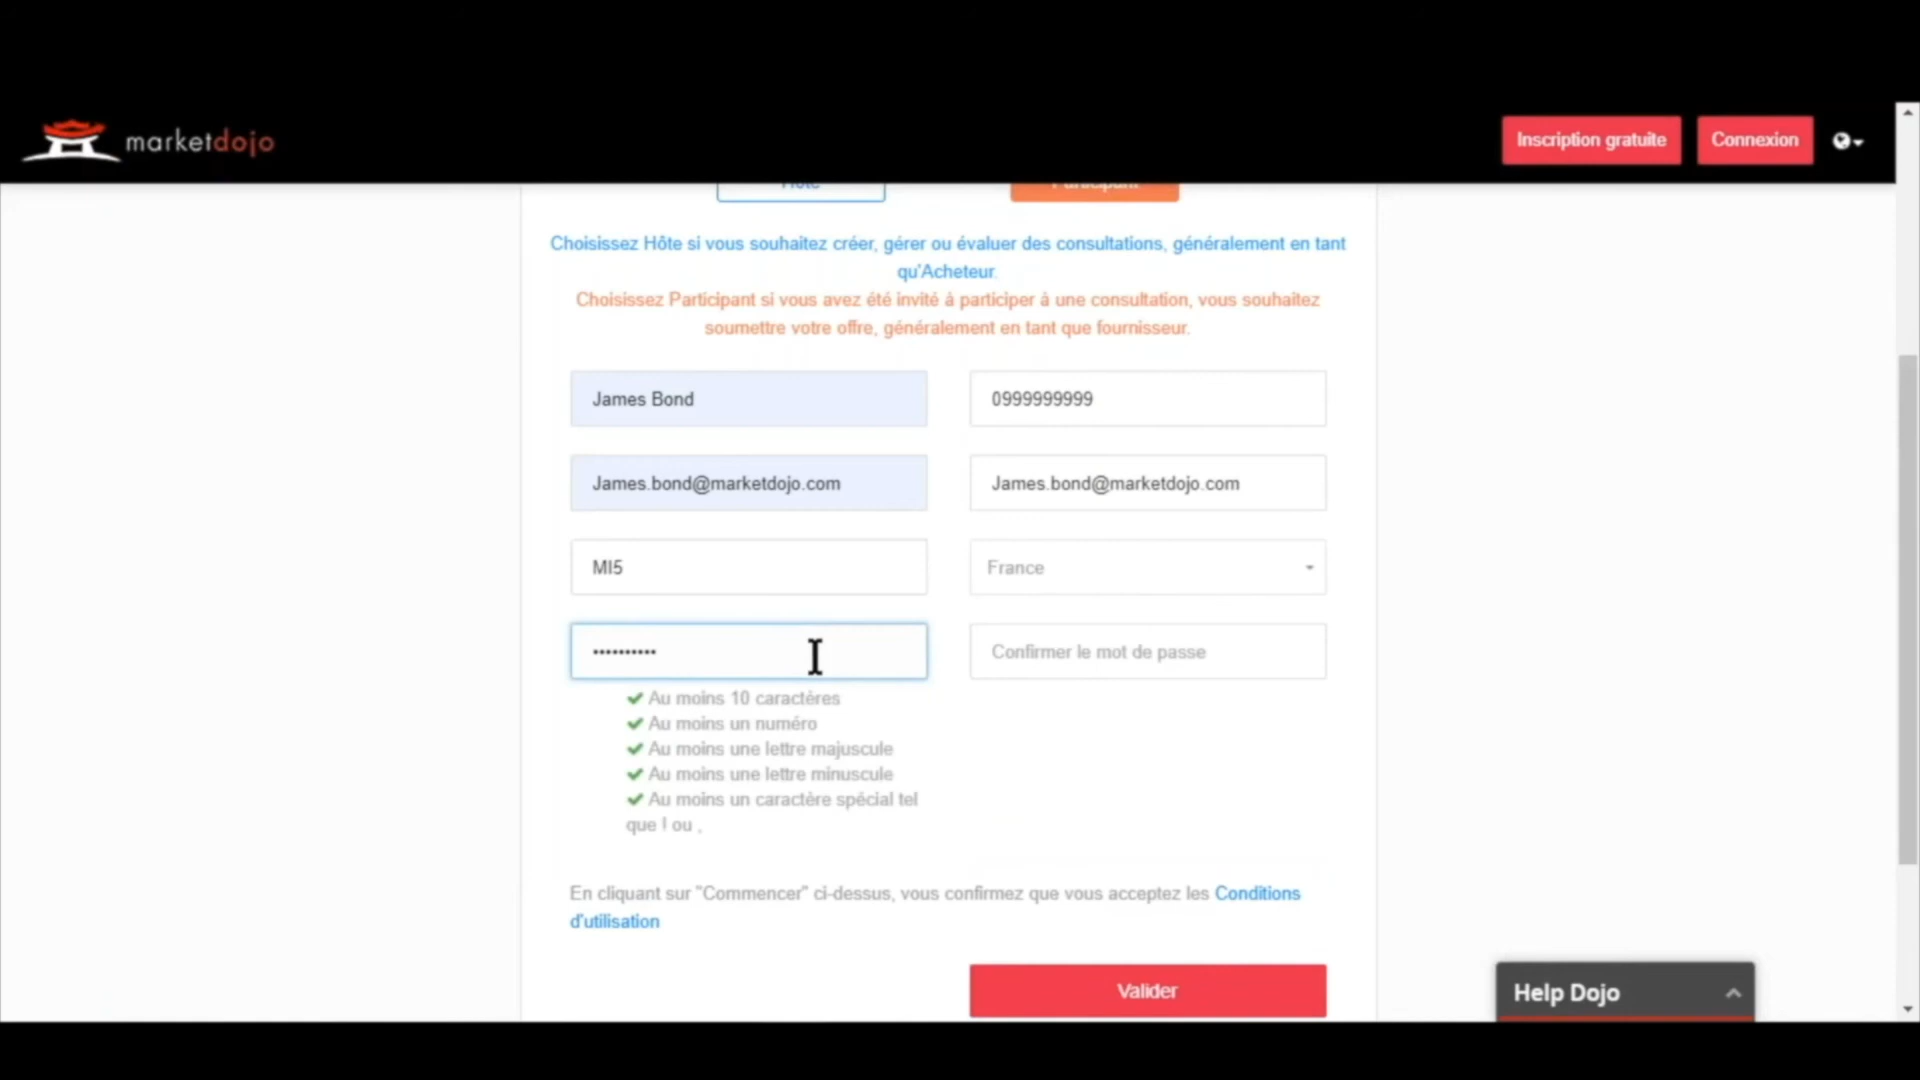 marketdojo
Inscription gratuite
Connexion
Hôte
Participant
Choisissez Hôte si vous souhaitez créer, gérer ou évaluer des consultations, généralement en tant
qu'Acheteur.
Choisissez Participant si vous avez été invité à participer à une consultation, vous souhaitez
soumettre votre offre, généralement en tant que fournisseur.
James Bond
0999999999
James.bond@marketdojo.com
James.bond@marketdojo.com
MI5
France
••••••••••
Confirmer le mot de passe
Au moins 10 caractères
Au moins un numéro
Au moins une lettre majuscule
Au moins une lettre minuscule
Au moins un caractère spécial tel
que ! ou ,
En cliquant sur "Commencer" ci-dessus, vous confirmez que vous acceptez les Conditions
d'utilisation
Valider
Help Dojo